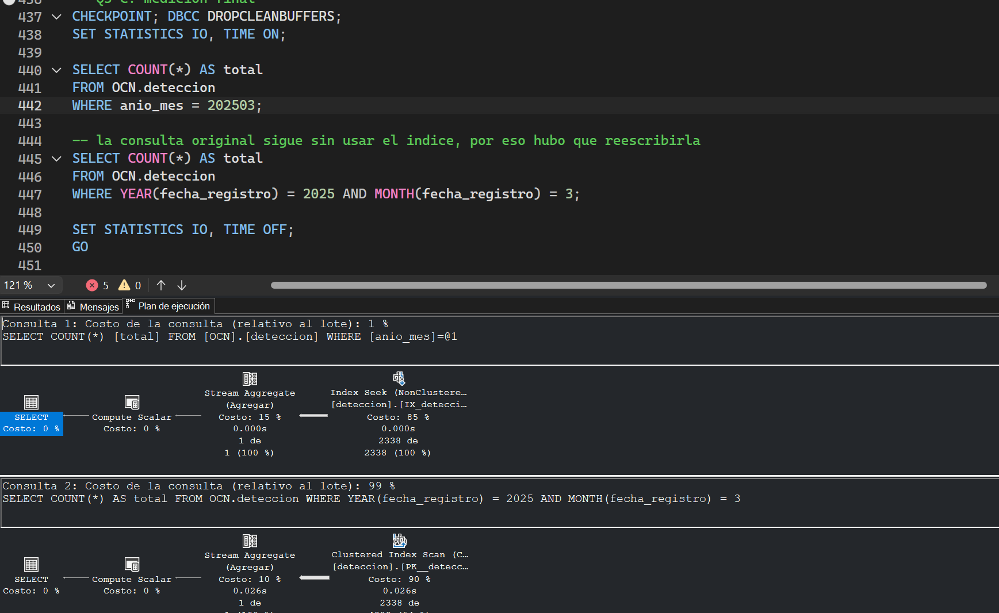 437 CHECKPOINT; DBCC DROPCLEANBUFFERS;
438 SET STATISTICS IO, TIME ON;
439
440 SELECT COUNT(*) AS total
441 FROM OCN.deteccion
442 WHERE anio_mes = 202503;
443
444 -- la consulta original sigue sin usar el indice, por eso hubo que reescribirla
445 SELECT COUNT(*) AS total
446 FROM OCN.deteccion
447 WHERE YEAR(fecha_registro) = 2025 AND MONTH(fecha_registro) = 3;
448
449 SET STATISTICS IO, TIME OFF;
450 GO
451
121 % 5 0
Resultados Mensajes Plan de ejecución
Consulta 1: Costo de la consulta (relativo al lote): 1 %
SELECT COUNT(*) [total] FROM [OCN].[deteccion] WHERE [anio_mes]=@1
SELECT
Costo: 0 %
Compute Scalar
Costo: 0 %
Stream Aggregate
(Agregar)
Costo: 15 %
0.000s
1 de
1 (100 %)
Index Seek (NonClustere…
[deteccion].[IX_detecci…
Costo: 85 %
0.000s
2338 de
2338 (100 %)
Consulta 2: Costo de la consulta (relativo al lote): 99 %
SELECT COUNT(*) AS total FROM OCN.deteccion WHERE YEAR(fecha_registro) = 2025 AND MONTH(fecha_registro) = 3
SELECT
Costo: 0 %
Compute Scalar
Costo: 0 %
Stream Aggregate
(Agregar)
Costo: 10 %
0.026s
1 de
Clustered Index Scan (C…
[deteccion].[PK__detecc…
Costo: 90 %
0.026s
2338 de